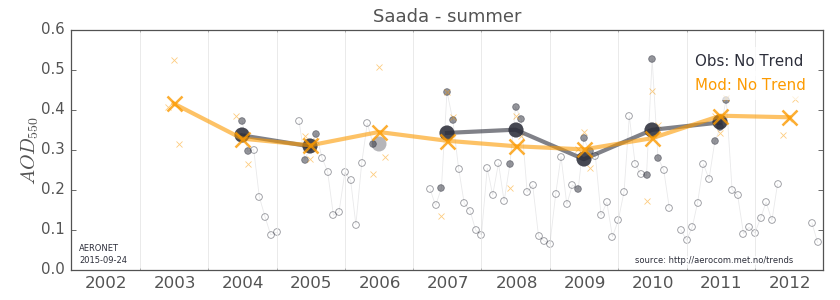 Saada - summer
0.6
0.5
0.4
0.3
0.2
0.1
0.0
AOD550
Obs: No Trend
Mod: No Trend
AERONET
2015-09-24
source: http://aerocom.met.no/trends
2002 2003 2004 2005 2006 2007 2008 2009 2010 2011 2012